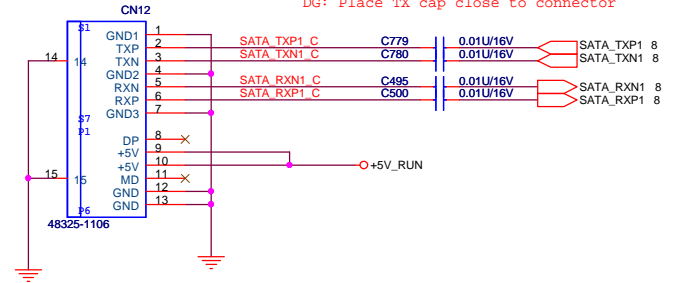 DG: Place TX cap close to connector
CN12
S1
GND1 1
TXP 2 SATA_TXP1_C C779 0.01U/16V SATA_TXP1 8
TXN 3 SATA_TXN1_C C780 0.01U/16V SATA_TXN1 8
14 14 GND2 4
RXN 5 SATA_RXN1_C C495 0.01U/16V SATA_RXN1 8
RXP 6 SATA_RXP1_C C500 0.01U/16V SATA_RXP1 8
S7 GND3 7
P1
DP 8
+5V 9
+5V 10 +5V_RUN
15 15 MD 11
GND 12
GND 13
P6
48325-1106